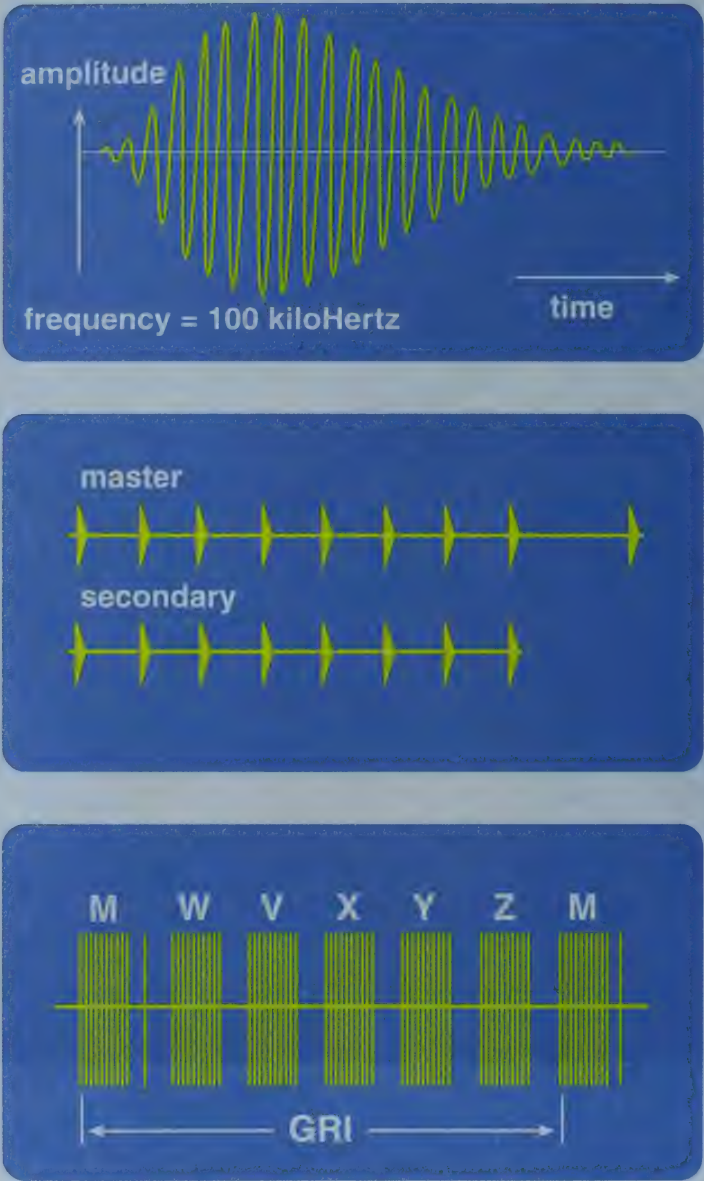 amplitude
frequency = 100 kiloHertz
time
master
secondary
M W V X Y Z M
GRI